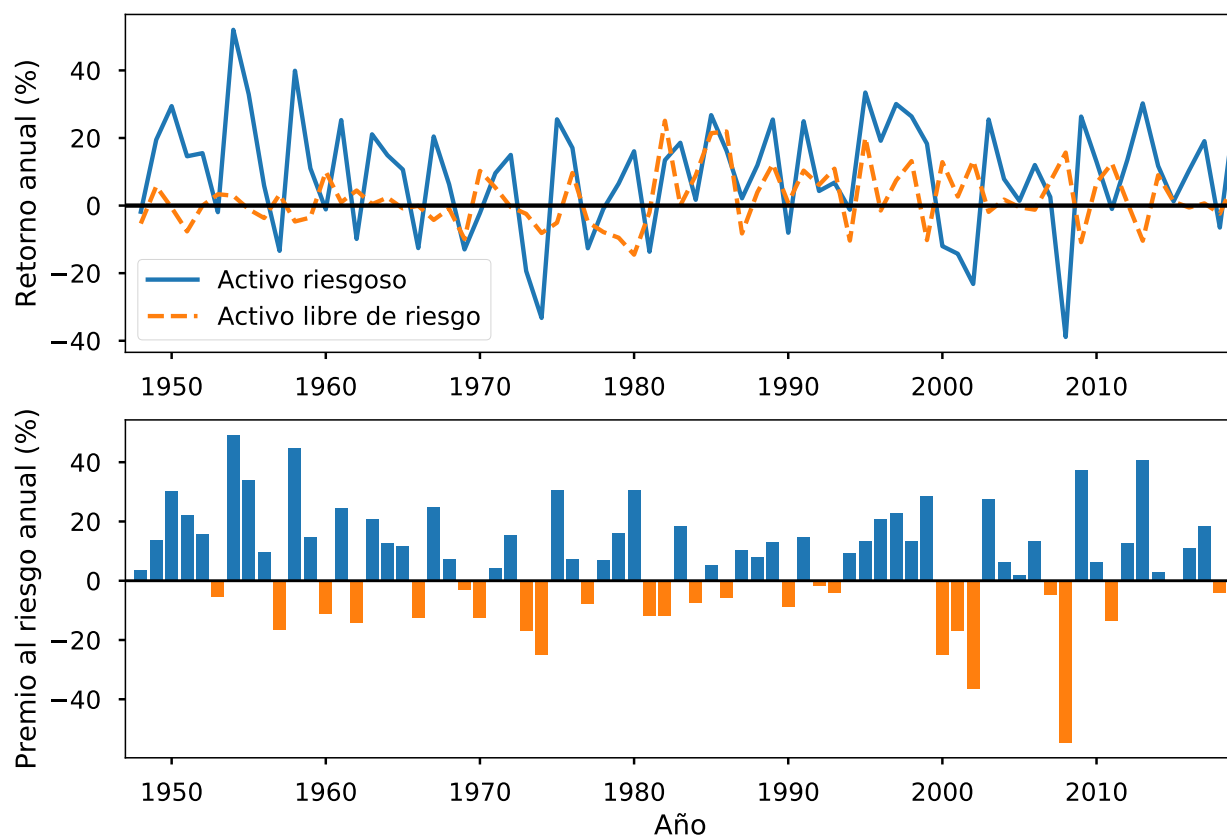 Retorno anual (%)
40
20
0
−20
−40
Activo riesgoso
Activo libre de riesgo
1950 1960 1970 1980 1990 2000 2010
Premio al riesgo anual (%)
40
20
0
−20
−40
1950 1960 1970 1980 1990 2000 2010
Año